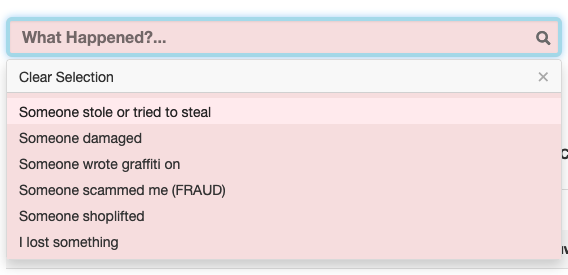 What Happened?...
Clear Selection
Someone stole or tried to steal
Someone damaged
Someone wrote graffiti on
Someone scammed me (FRAUD)
Someone shoplifted
I lost something